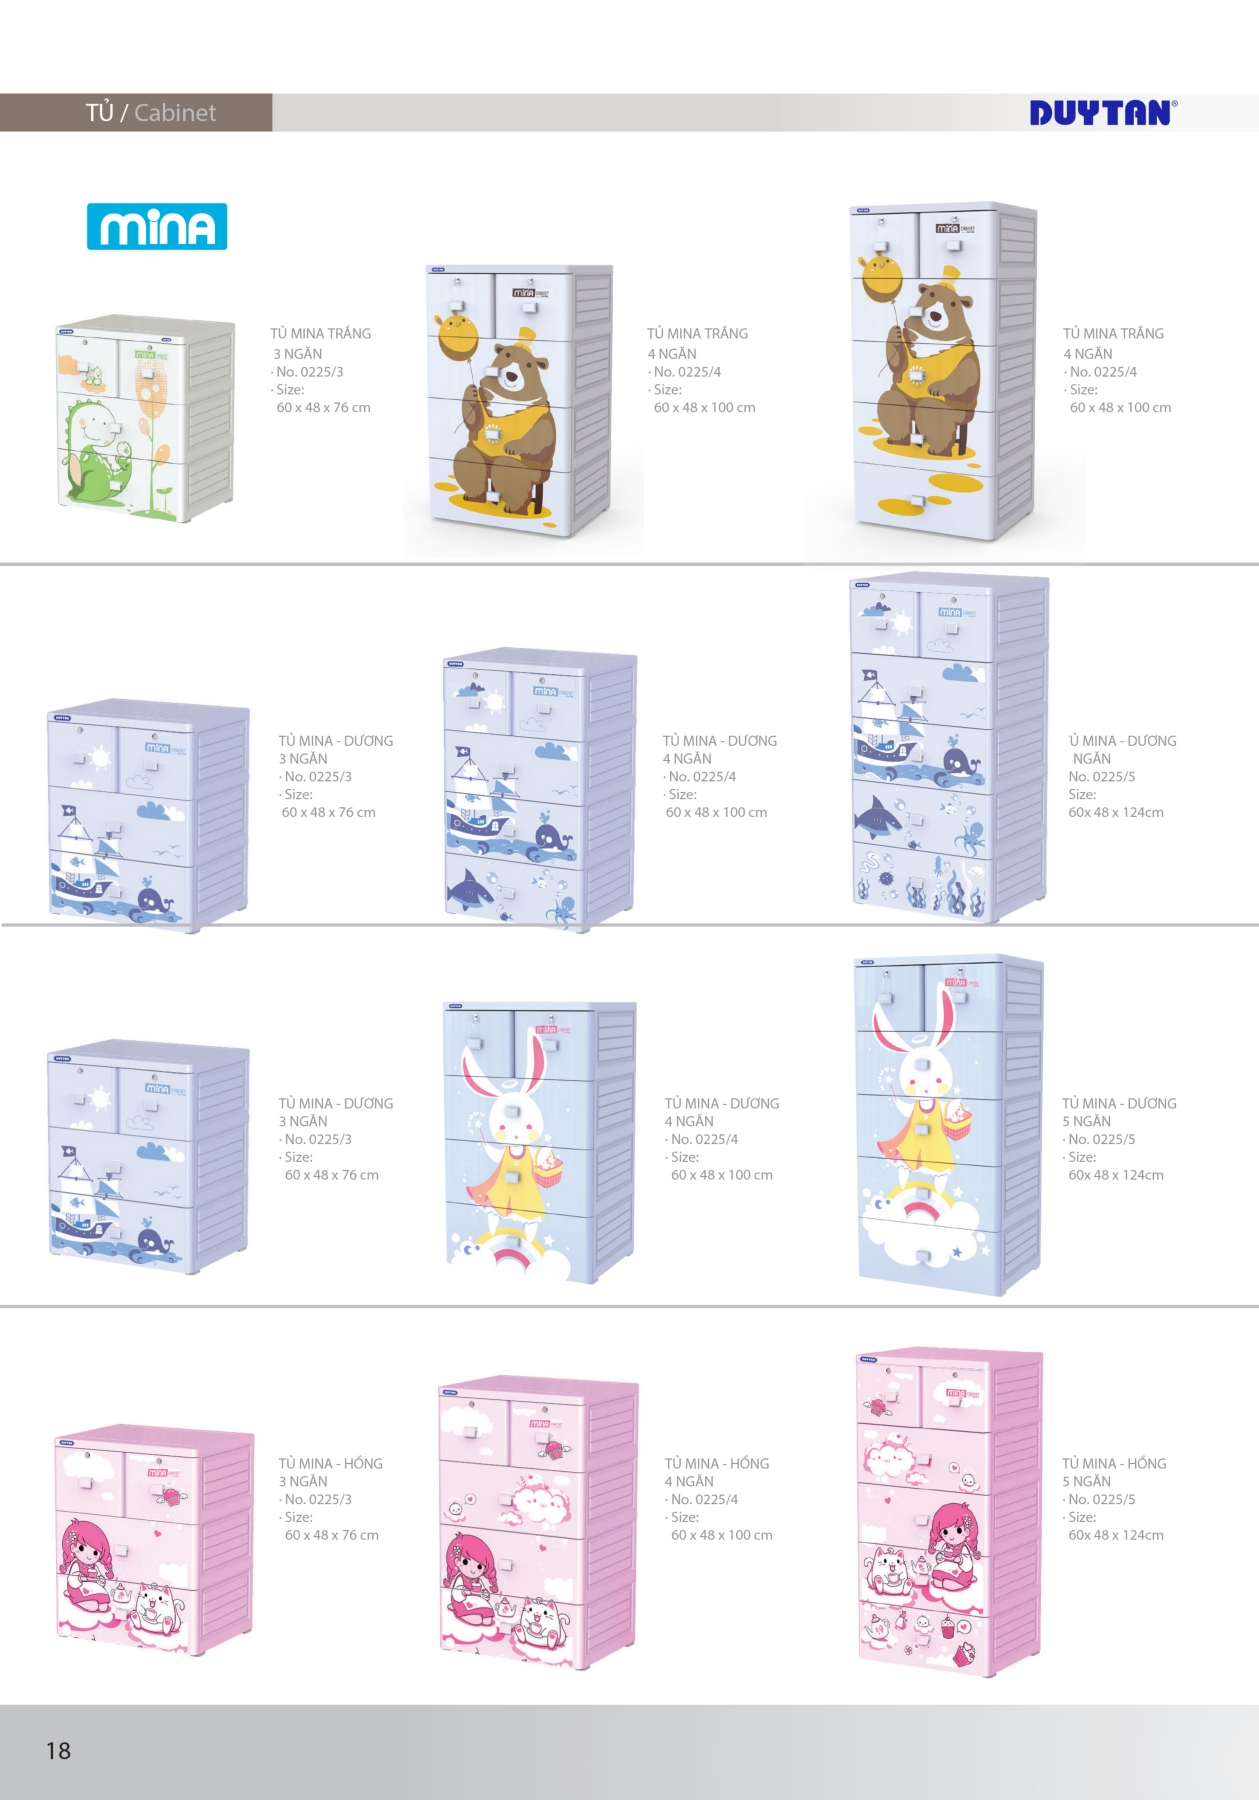 TỦ / Cabinet
DUYTAN®
mina
TỦ MINA TRẮNG
3 NGĂN
· No. 0225/3
· Size:
60 x 48 x 76 cm
TỦ MINA TRẮNG
4 NGĂN
· No. 0225/4
· Size:
60 x 48 x 100 cm
TỦ MINA TRẮNG
4 NGĂN
· No. 0225/4
· Size:
60 x 48 x 100 cm
TỦ MINA - DƯƠNG
3 NGĂN
· No. 0225/3
· Size:
60 x 48 x 76 cm
TỦ MINA - DƯƠNG
4 NGĂN
· No. 0225/4
· Size:
60 x 48 x 100 cm
Ủ MINA - DƯƠNG
NGĂN
No. 0225/5
Size:
60x 48 x 124cm
TỦ MINA - DƯƠNG
3 NGĂN
· No. 0225/3
· Size:
60 x 48 x 76 cm
TỦ MINA - DƯƠNG
4 NGĂN
· No. 0225/4
· Size:
60 x 48 x 100 cm
TỦ MINA - DƯƠNG
5 NGĂN
· No. 0225/5
· Size:
60x 48 x 124cm
TỦ MINA - HỒNG
3 NGĂN
· No. 0225/3
· Size:
60 x 48 x 76 cm
TỦ MINA - HỒNG
4 NGĂN
· No. 0225/4
· Size:
60 x 48 x 100 cm
TỦ MINA - HỒNG
5 NGĂN
· No. 0225/5
· Size:
60x 48 x 124cm
18